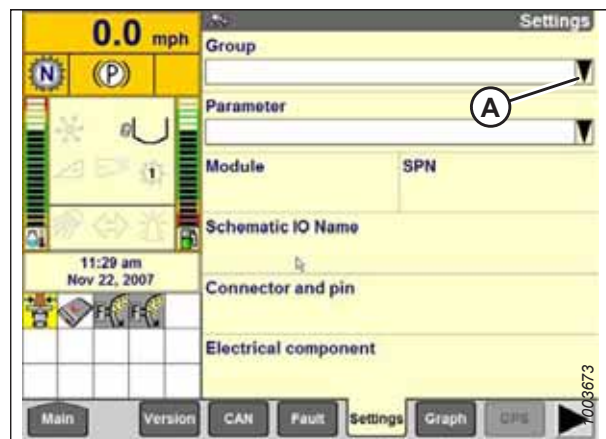 0.0 mph
N
(P)
1
11:29 am
Nov 22, 2007
F
F
Settings
Group
A
Parameter
Module
SPN
Schematic IO Name
Connector and pin
Electrical component
Main
Version
CAN
Fault
Settings
Graph
GPS
1003673